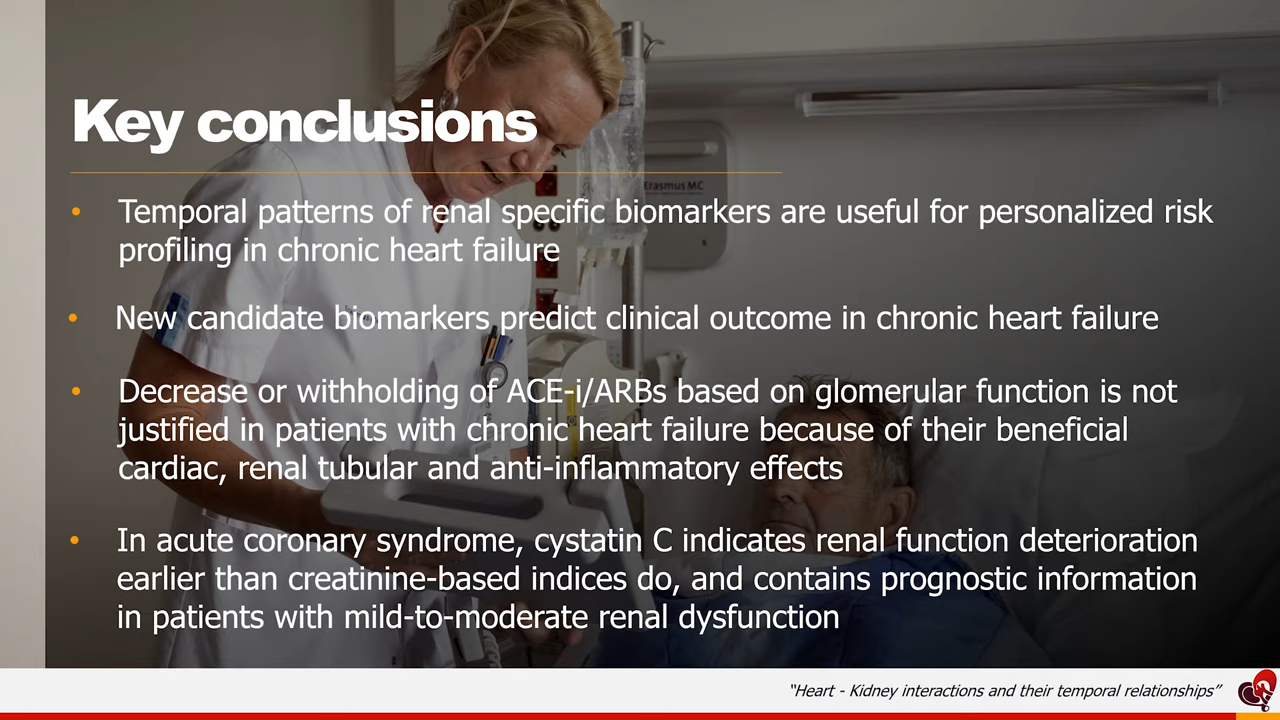 Key conclusions
Erasmus MC
• Temporal patterns of renal specific biomarkers are useful for personalized risk
profiling in chronic heart failure
• New candidate biomarkers predict clinical outcome in chronic heart failure
• Decrease or withholding of ACE-i/ARBs based on glomerular function is not
justified in patients with chronic heart failure because of their beneficial
cardiac, renal tubular and anti-inflammatory effects
• In acute coronary syndrome, cystatin C indicates renal function deterioration
earlier than creatinine-based indices do, and contains prognostic information
in patients with mild-to-moderate renal dysfunction
“Heart - Kidney interactions and their temporal relationships”